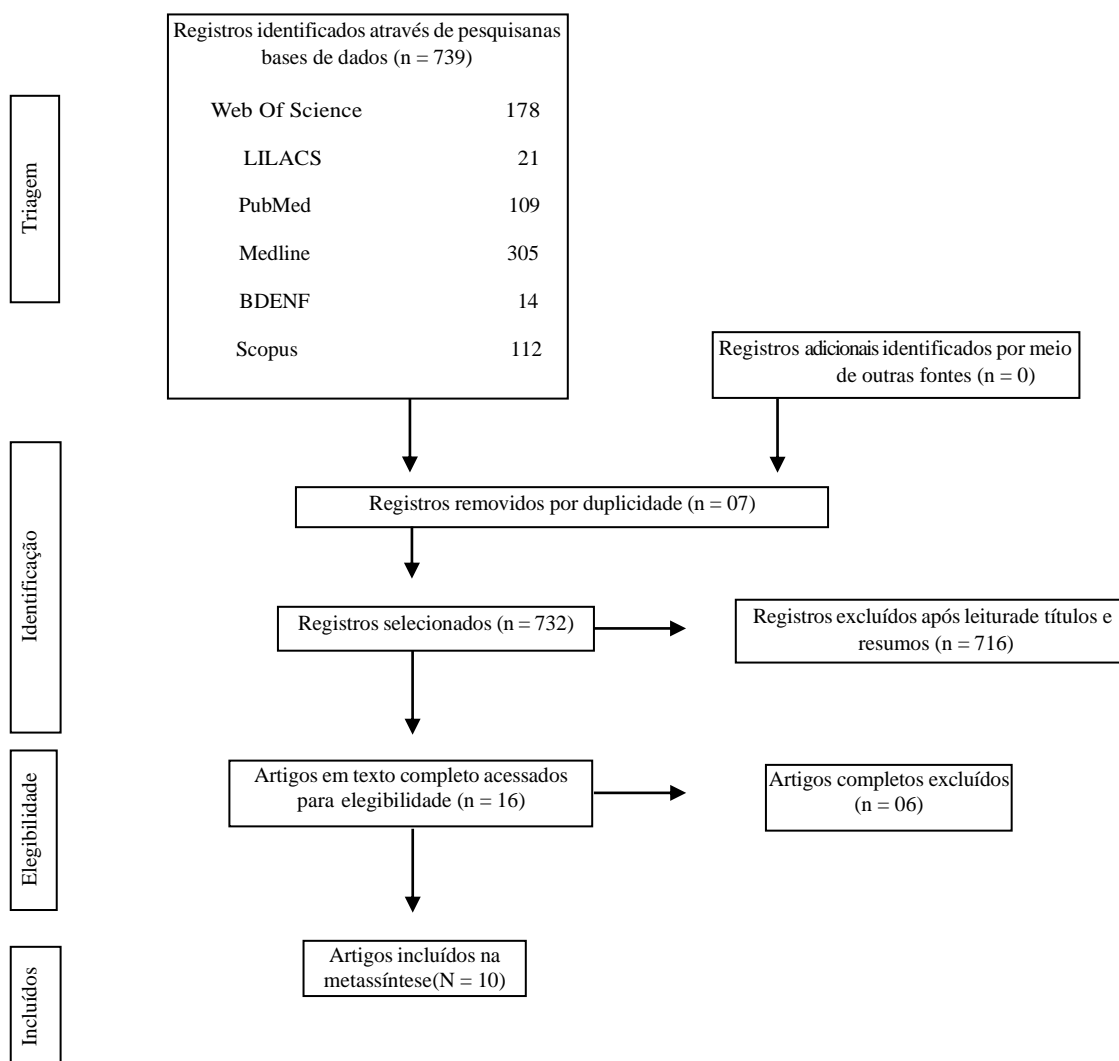 Registros identificados através de pesquisanas
bases de dados (n = 739)
Web Of Science 178
LILACS 21
PubMed 109
Medline 305
BDENF 14
Scopus 112
Triagem
Registros adicionais identificados por meio
de outras fontes (n = 0)
Identificação
Registros removidos por duplicidade (n = 07)
Registros selecionados (n = 732)
Registros excluídos após leiturade títulos e
resumos (n = 716)
Elegibilidade
Artigos em texto completo acessados
para elegibilidade (n = 16)
Artigos completos excluídos
(n = 06)
Incluídos
Artigos incluídos na
metassíntese(N = 10)